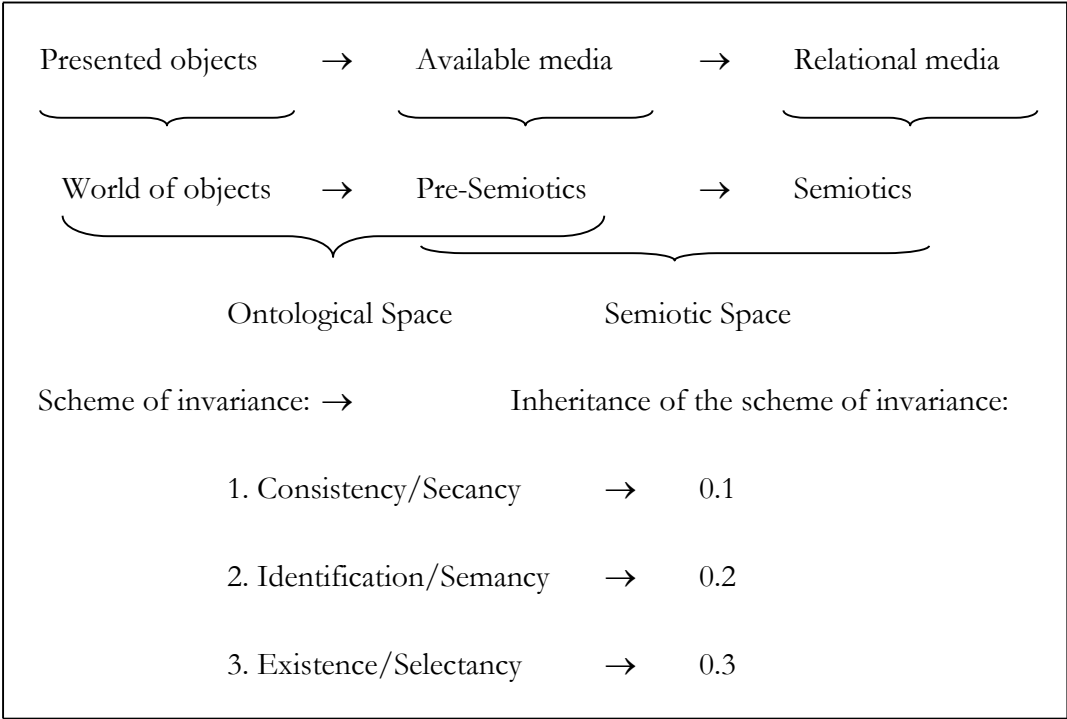 Presented objects → Available media → Relational media
World of objects → Pre-Semiotics → Semiotics
Ontological Space Semiotic Space
Scheme of invariance: → Inheritance of the scheme of invariance:
1. Consistency/Secancy → 0.1
2. Identification/Semancy → 0.2
3. Existence/Selectancy → 0.3